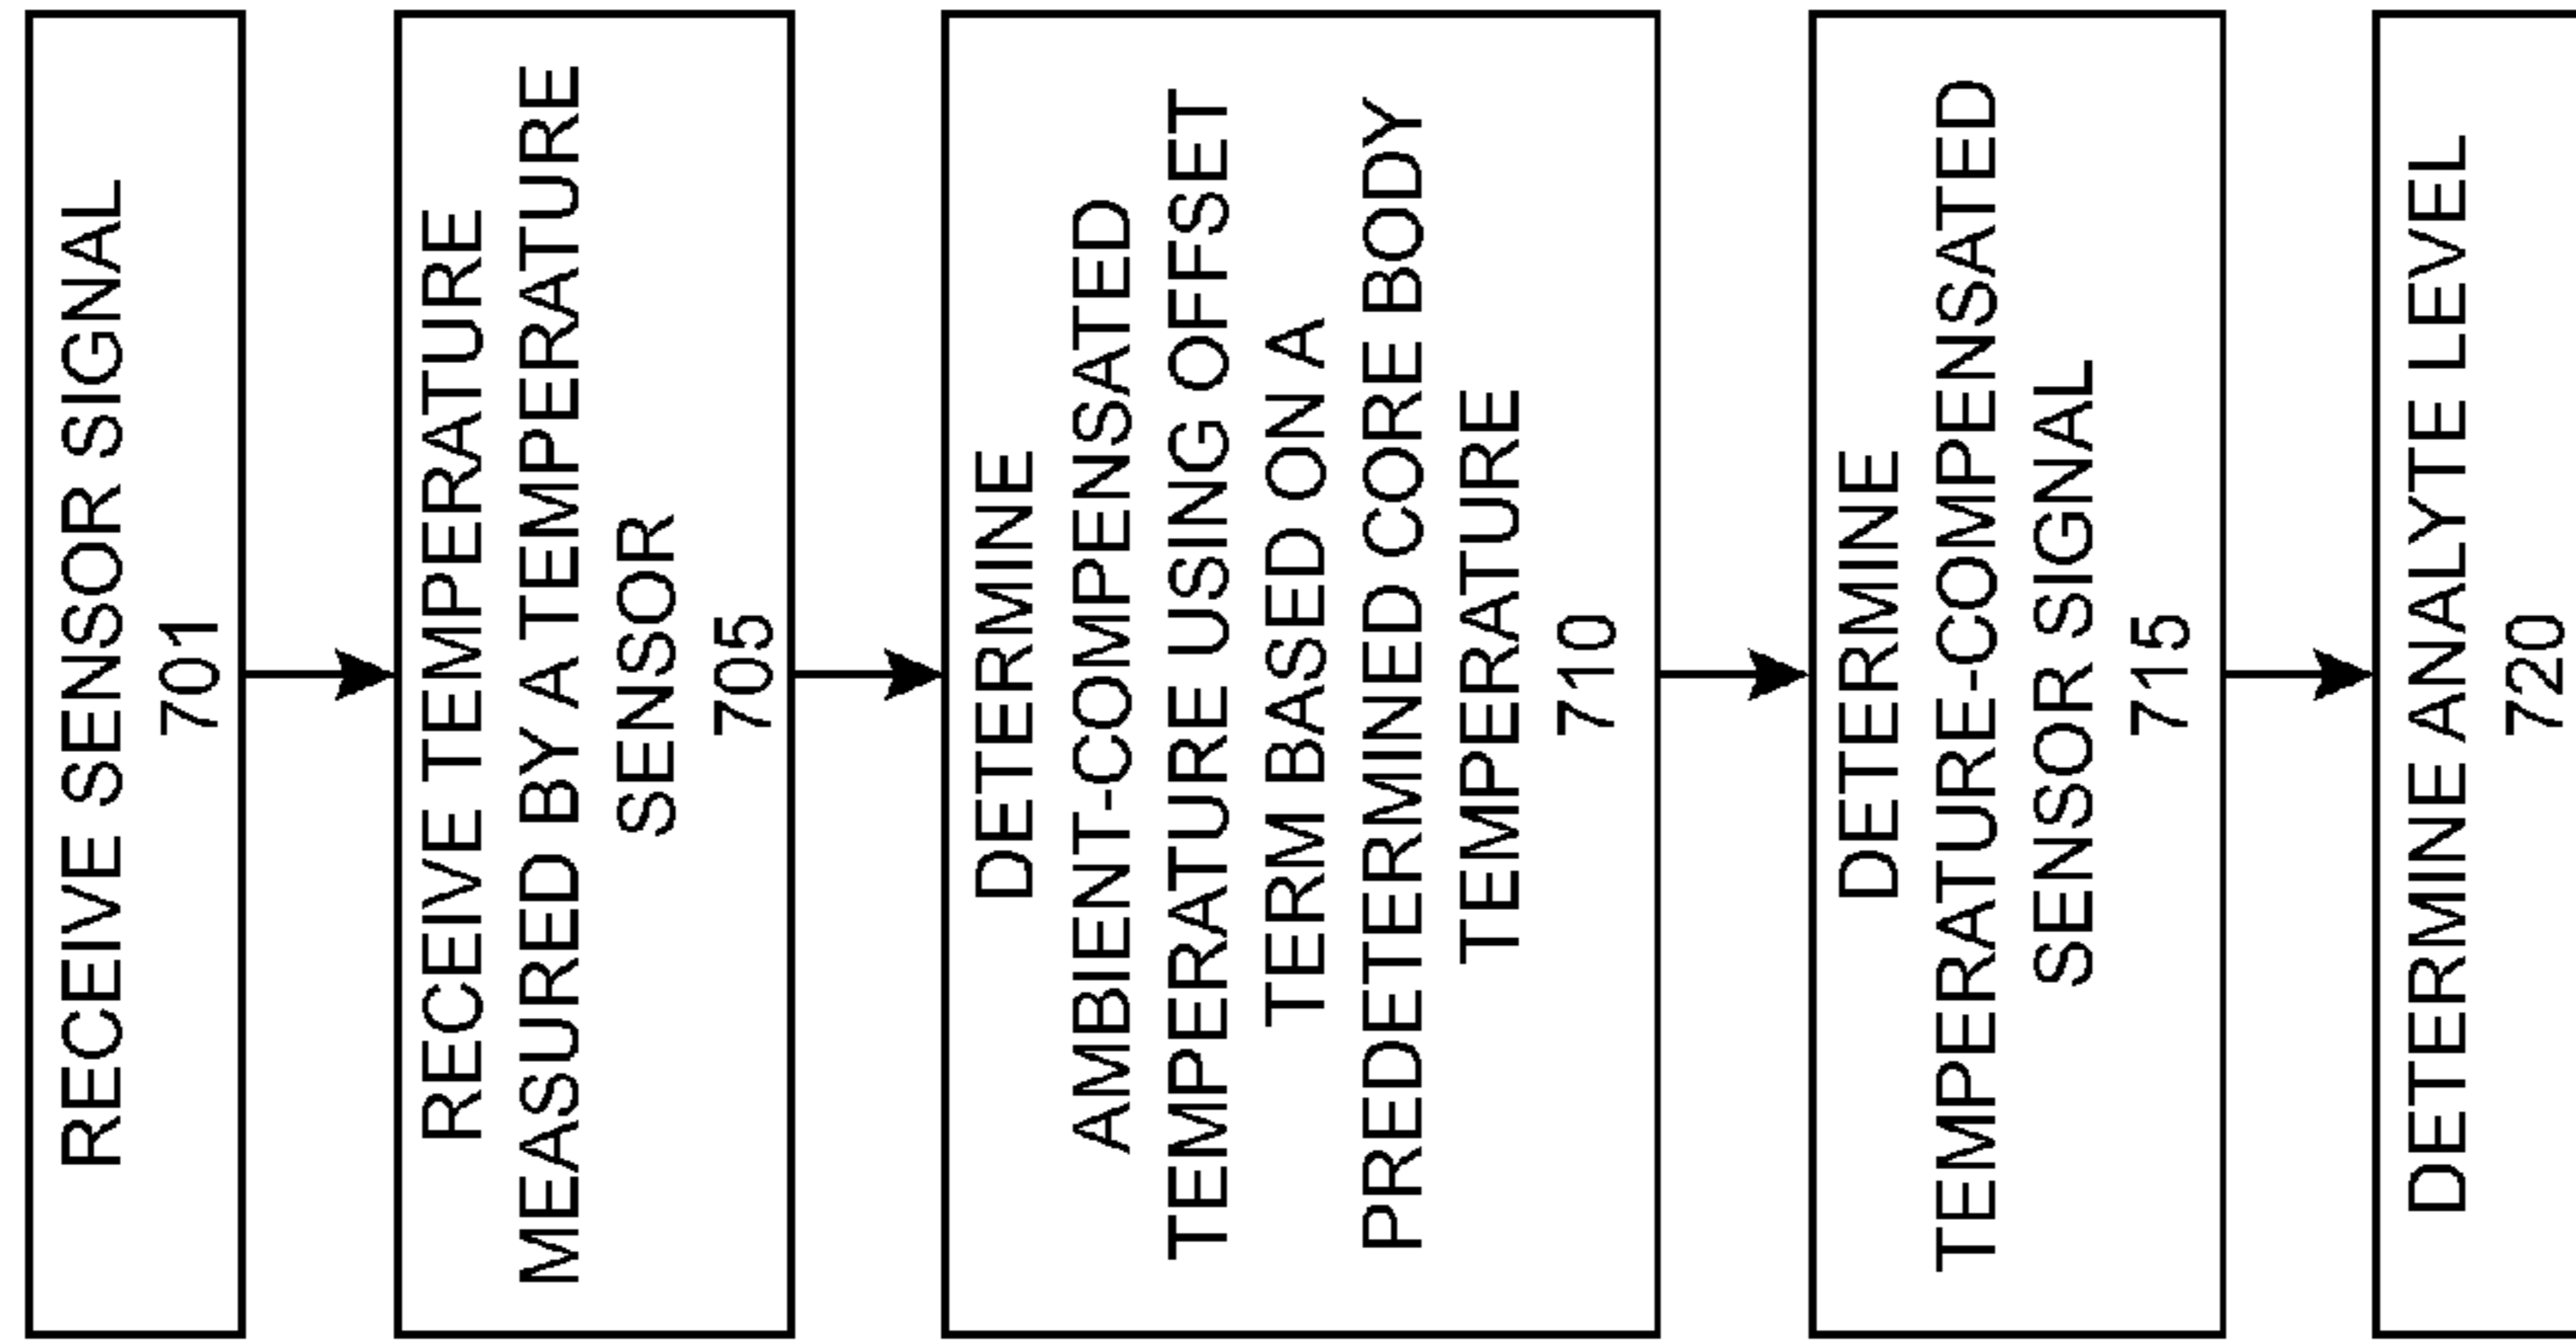 RECEIVE SENSOR SIGNAL
701
RECEIVE TEMPERATURE
MEASURED BY A TEMPERATURE
SENSOR
705
DETERMINE
AMBIENT-COMPENSATED
TEMPERATURE USING OFFSET
TERM BASED ON A
PREDETERMINED CORE BODY
TEMPERATURE
710
DETERMINE
TEMPERATURE-COMPENSATED
SENSOR SIGNAL
715
DETERMINE ANALYTE LEVEL
720